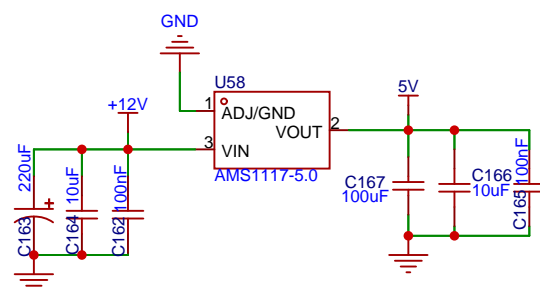 GND
U58
+12V
5V
1
ADJ/GND
2
VOUT
3
VIN
AMS1117-5.0
220uF
C163
+
10uF
C164
100nF
C162
C167
100uF
C166
10uF
100nF
C165